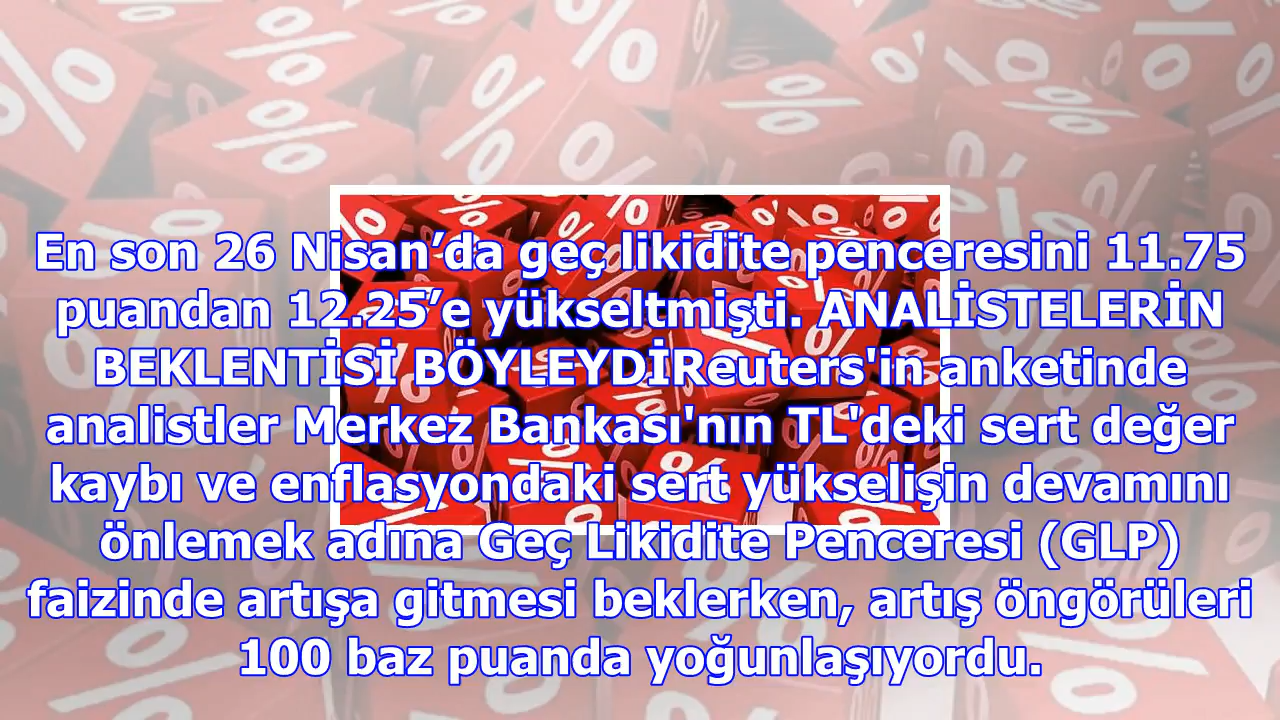 En son 26 Nisan’da geç likidite penceresini 11.75
puandan 12.25’e yükseltmişti. ANALİSTELERİN
BEKLENTİSİ BÖYLEYDİReuters'in anketinde
analistler Merkez Bankası'nın TL'deki sert değer
kaybı ve enflasyondaki sert yükselişin devamını
önlemek adına Geç Likidite Penceresi (GLP)
faizinde artışa gitmesi beklerken, artış öngörüleri
100 baz puanda yoğunlaşıyordu.